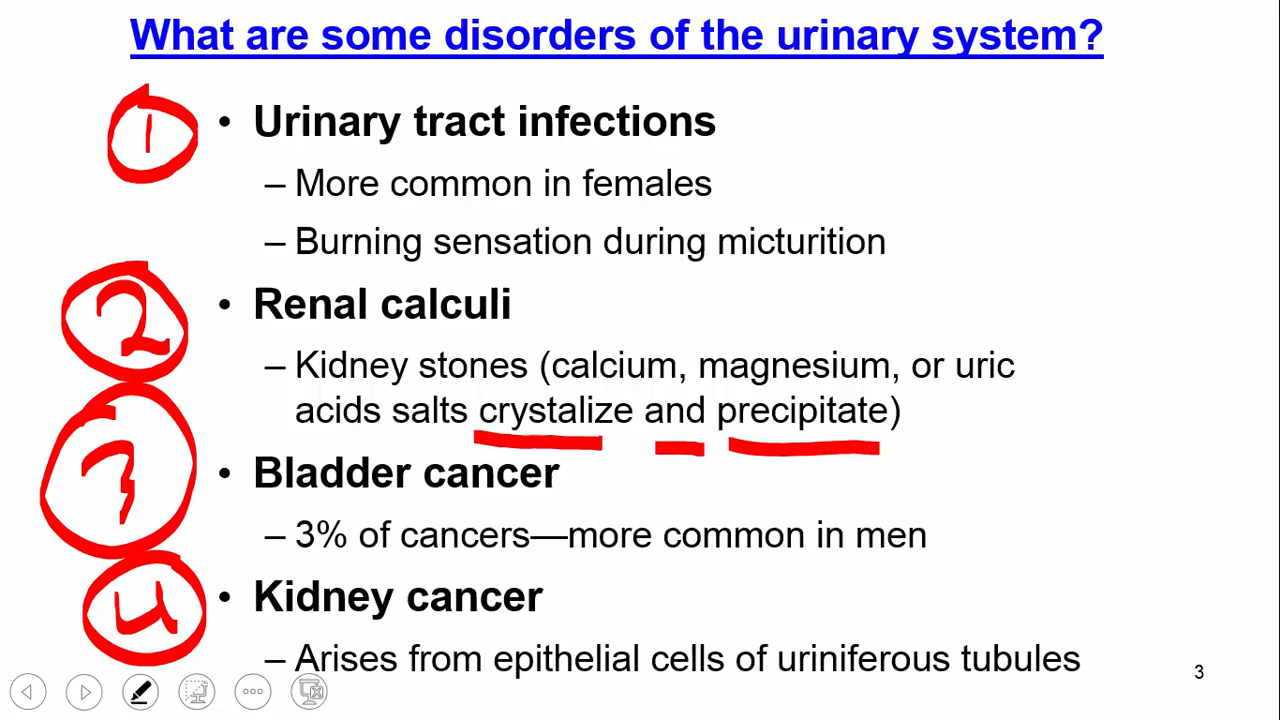 What are some disorders of the urinary system?
1
• Urinary tract infections
– More common in females
– Burning sensation during micturition
2
• Renal calculi
– Kidney stones (calcium, magnesium, or uric
acids salts crystalize and precipitate)
3
• Bladder cancer
– 3% of cancers—more common in men
4
• Kidney cancer
– Arises from epithelial cells of uriniferous tubules
3